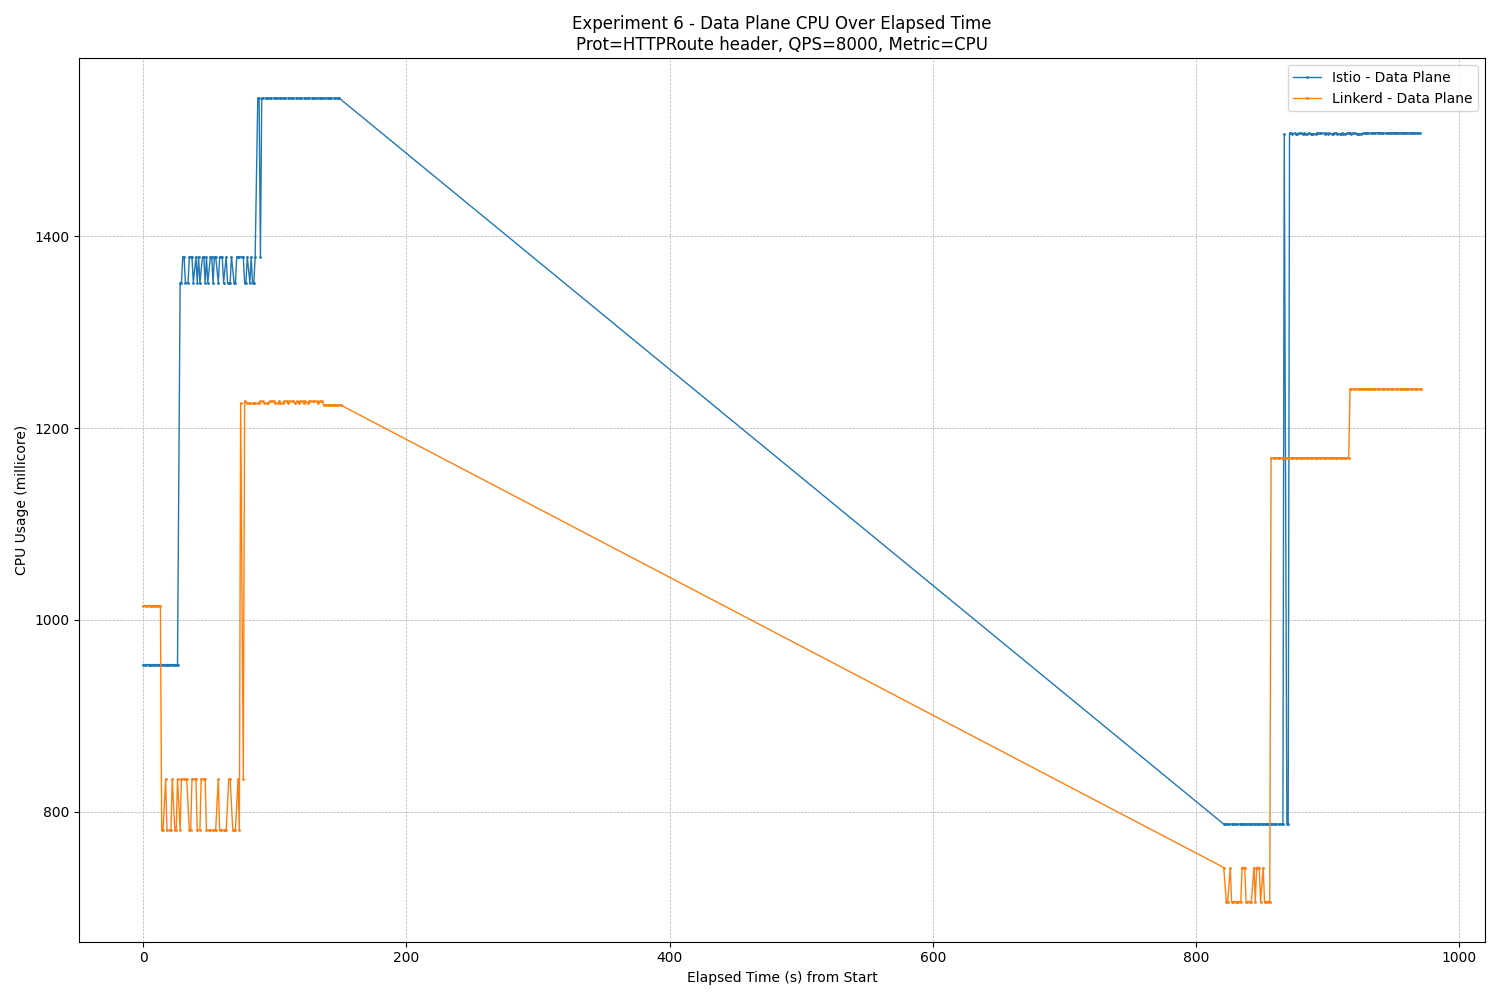 Experiment 6 - Data Plane CPU Over Elapsed Time
Prot=HTTPRoute header, QPS=8000, Metric=CPU
Istio - Data Plane
Linkerd - Data Plane
CPU Usage (millicore)
1400
1200
1000
800
0
200
400
600
800
1000
Elapsed Time (s) from Start